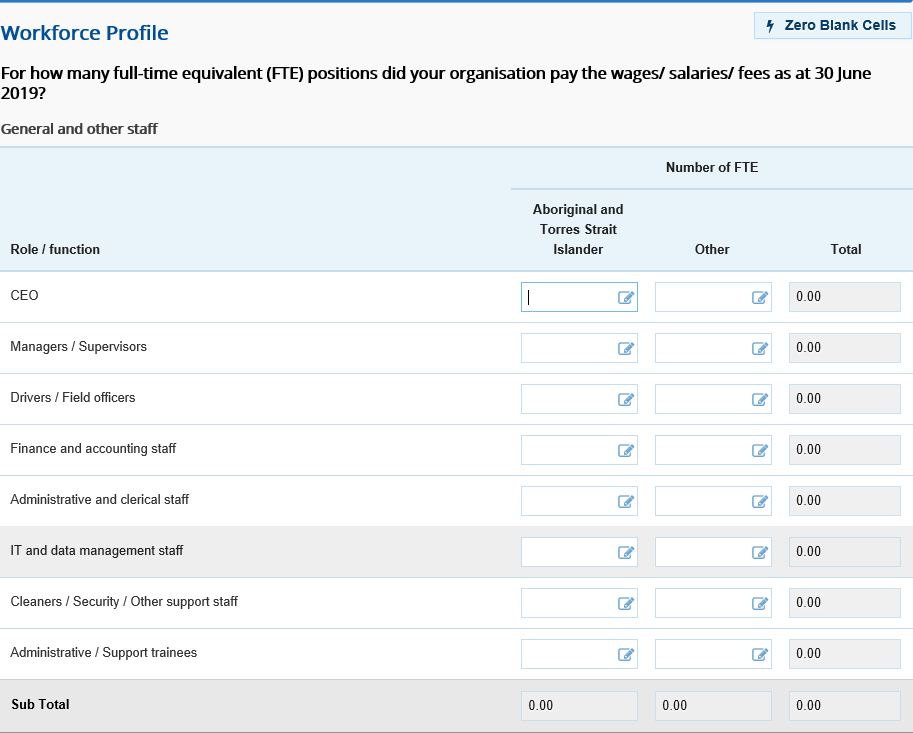 Workforce Profile
Zero Blank Cells
For how many full-time equivalent (FTE) positions did your organisation pay the wages/ salaries/ fees as at 30 June
2019?
General and other staff
Number of FTE
Aboriginal and
Torres Strait
Role / function Islander Other Total
CEO 0.00
Managers / Supervisors 0.00
Drivers / Field officers 0.00
Finance and accounting staff 0.00
Administrative and clerical staff 0.00
IT and data management staff 0.00
Cleaners / Security / Other support staff 0.00
Administrative / Support trainees 0.00
Sub Total 0.00 0.00 0.00